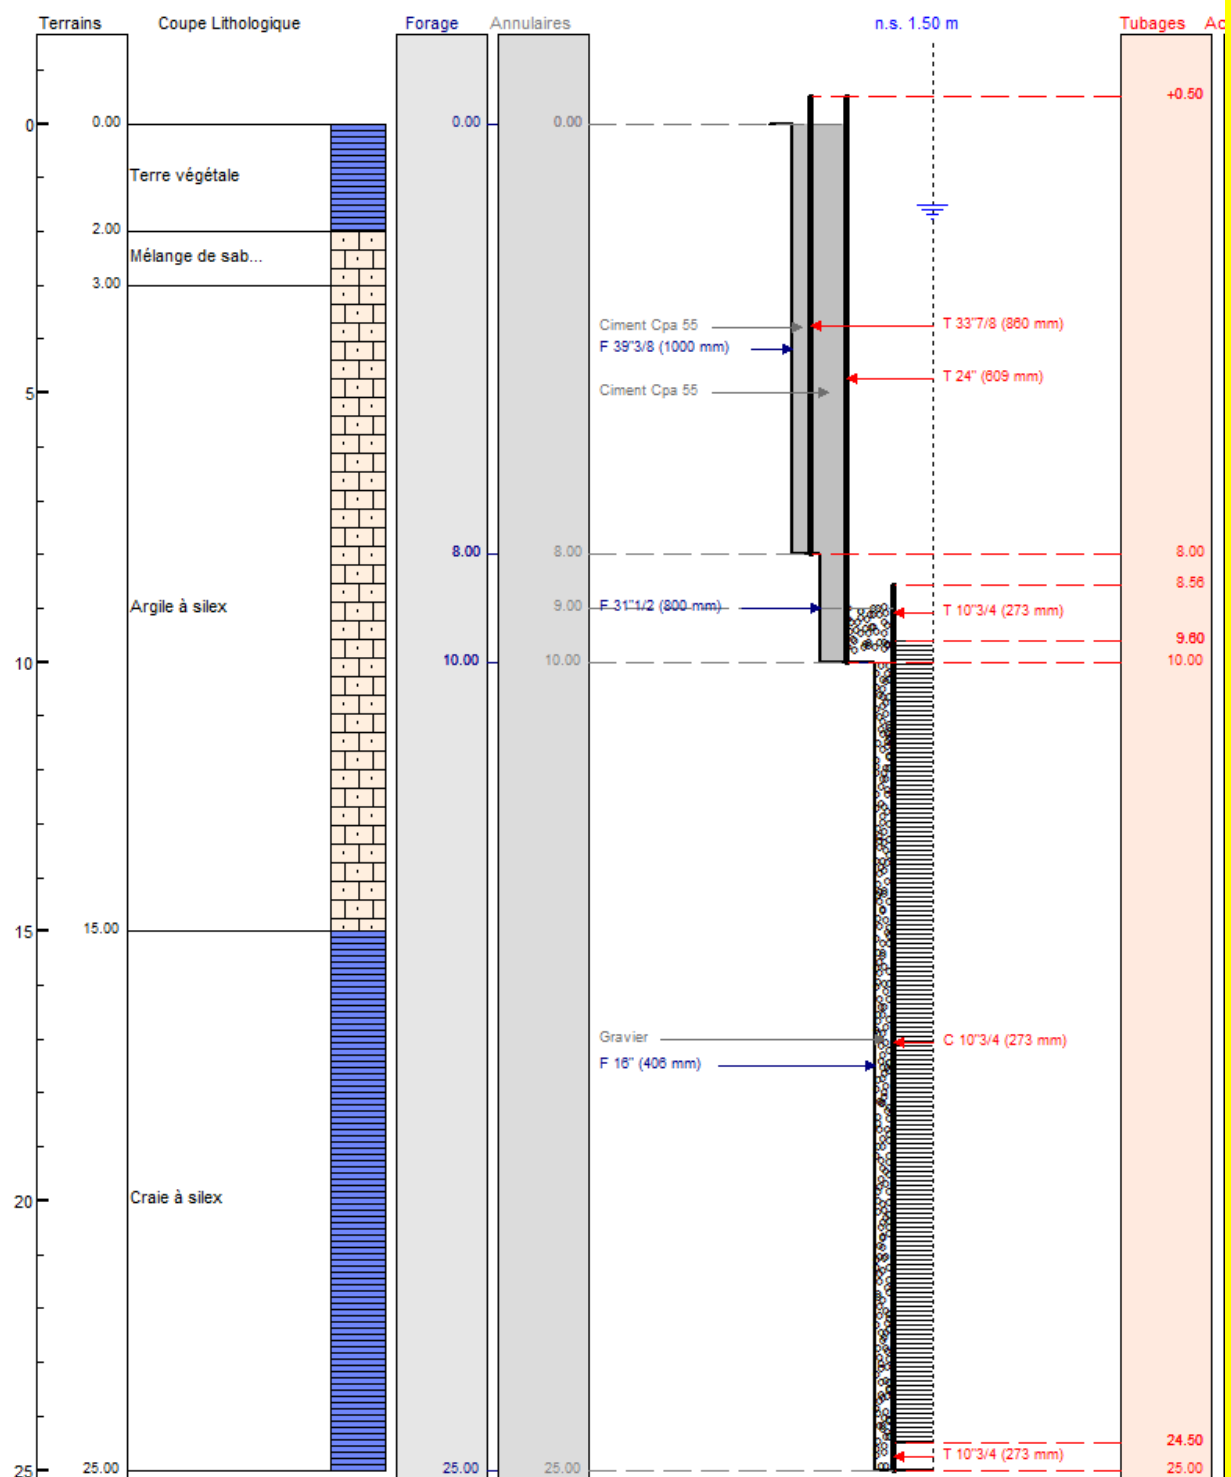 Terrains Coupe Lithologique Forage Annulaires n.s. 1.50 m Tubages Ac
+0.50
0 0.00 0.00 0.00
Terre végétale
2.00
Mélange de sab...
3.00
Ciment Cpa 55 T 33"7/8 (860 mm)
F 39"3/8 (1000 mm)
T 24" (609 mm)
5 Ciment Cpa 55
8.00 8.00 8.00
8.56
Argile à silex 9.00 F 31"1/2 (800 mm) T 10"3/4 (273 mm)
9.60
10 10.00 10.00 10.00
15 15.00
Gravier C 10"3/4 (273 mm)
F 16" (406 mm)
20 Craie à silex
24.50
T 10"3/4 (273 mm)
25 25.00 25.00 25.00 25.00